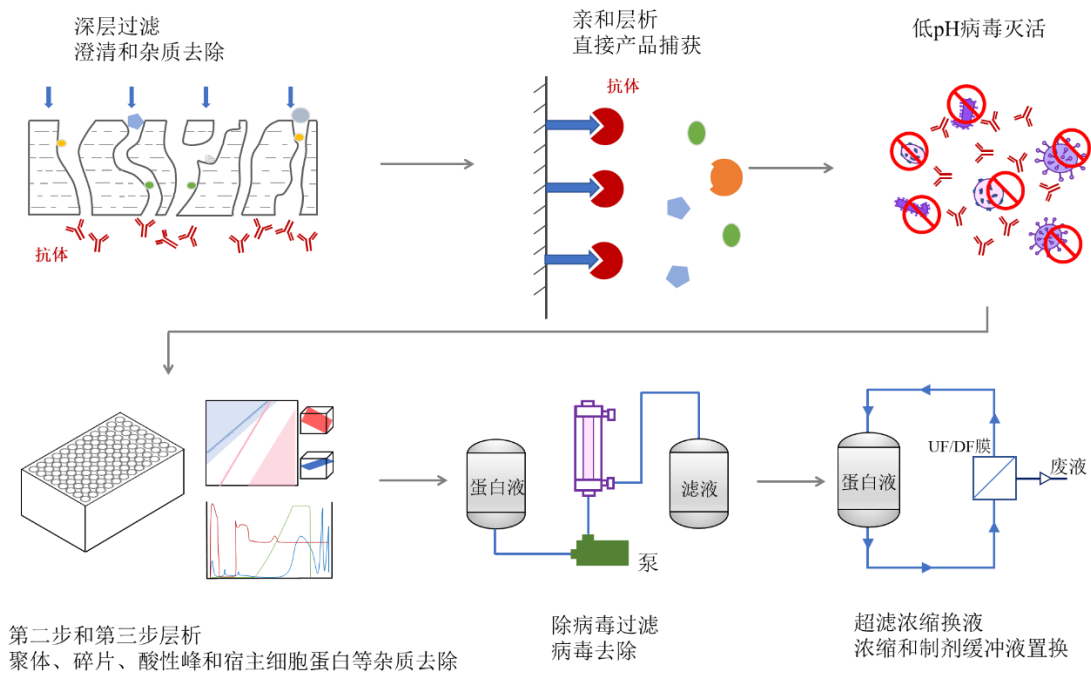 深层过滤
澄清和杂质去除
亲和层析
直接产品捕获
低pH病毒灭活
抗体
抗体
蛋白液
滤液
泵
蛋白液
UF/DF膜
废液
第二步和第三步层析
聚体、碎片、酸性峰和宿主细胞蛋白等杂质去除
除病毒过滤
病毒去除
超滤浓缩换液
浓缩和制剂缓冲液置换